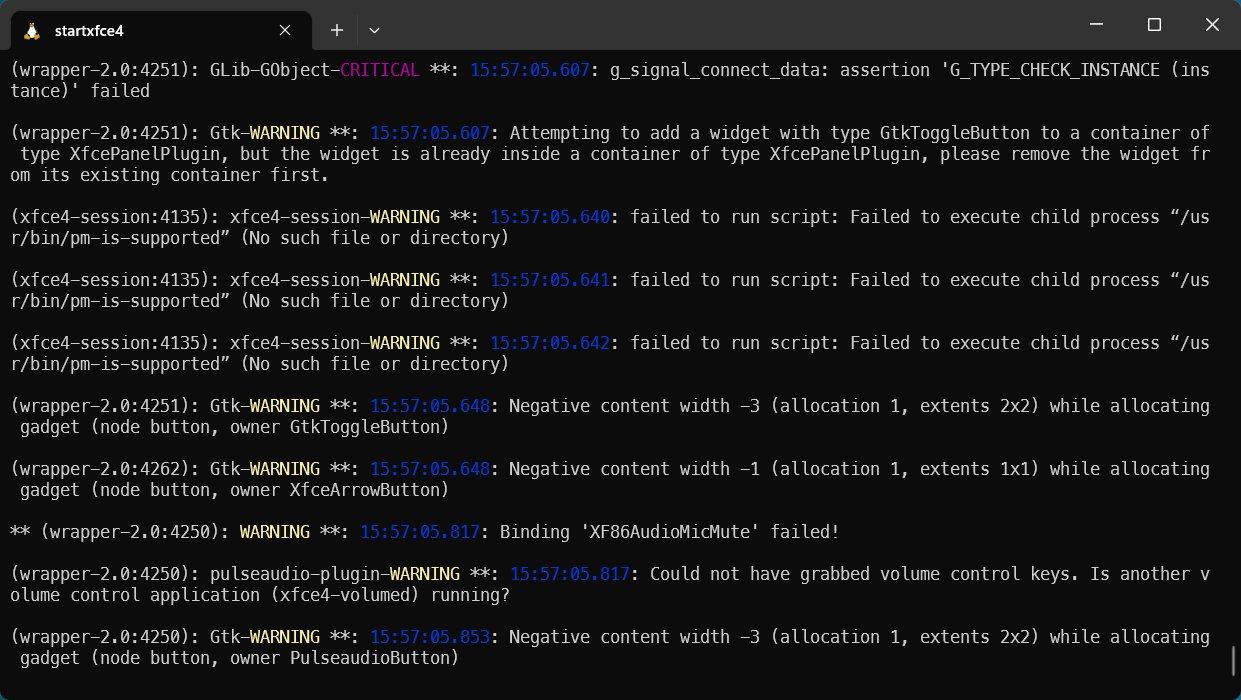 startxfce4
(wrapper-2.0:4251): GLib-GObject-CRITICAL **: 15:57:05.607: g_signal_connect_data: assertion 'G_TYPE_CHECK_INSTANCE (ins
tance)' failed
(wrapper-2.0:4251): Gtk-WARNING **: 15:57:05.607: Attempting to add a widget with type GtkToggleButton to a container of
 type XfcePanelPlugin, but the widget is already inside a container of type XfcePanelPlugin, please remove the widget fr
om its existing container first.
(xfce4-session:4135): xfce4-session-WARNING **: 15:57:05.640: failed to run script: Failed to execute child process “/us
r/bin/pm-is-supported” (No such file or directory)
(xfce4-session:4135): xfce4-session-WARNING **: 15:57:05.641: failed to run script: Failed to execute child process “/us
r/bin/pm-is-supported” (No such file or directory)
(xfce4-session:4135): xfce4-session-WARNING **: 15:57:05.642: failed to run script: Failed to execute child process “/us
r/bin/pm-is-supported” (No such file or directory)
(wrapper-2.0:4251): Gtk-WARNING **: 15:57:05.648: Negative content width -3 (allocation 1, extents 2x2) while allocating
 gadget (node button, owner GtkToggleButton)
(wrapper-2.0:4262): Gtk-WARNING **: 15:57:05.648: Negative content width -1 (allocation 1, extents 1x1) while allocating
 gadget (node button, owner XfceArrowButton)
** (wrapper-2.0:4250): WARNING **: 15:57:05.817: Binding 'XF86AudioMicMute' failed!
(wrapper-2.0:4250): pulseaudio-plugin-WARNING **: 15:57:05.817: Could not have grabbed volume control keys. Is another v
olume control application (xfce4-volumed) running?
(wrapper-2.0:4250): Gtk-WARNING **: 15:57:05.853: Negative content width -3 (allocation 1, extents 2x2) while allocating
 gadget (node button, owner PulseaudioButton)